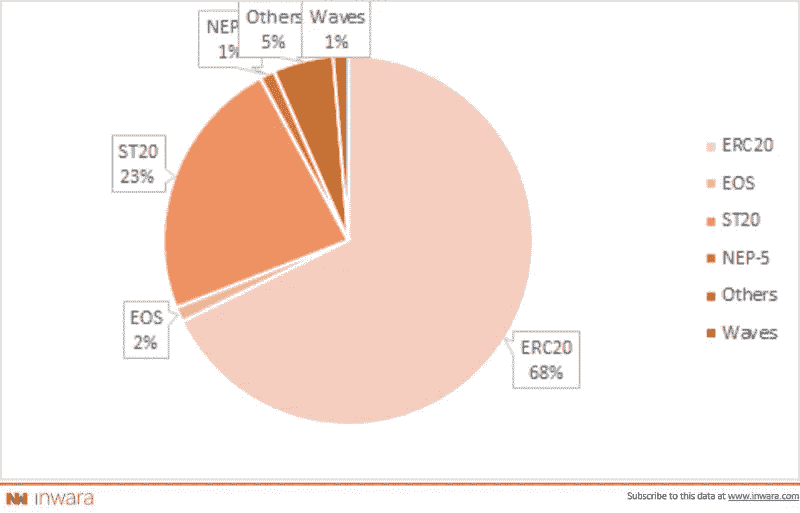 NEP
1%
Others
5%
Waves
1%
ST20
23%
EOS
2%
ERC20
68%
ERC20
EOS
ST20
NEP-5
Others
Waves
inwara
Subscribe to this data at www.inwara.com